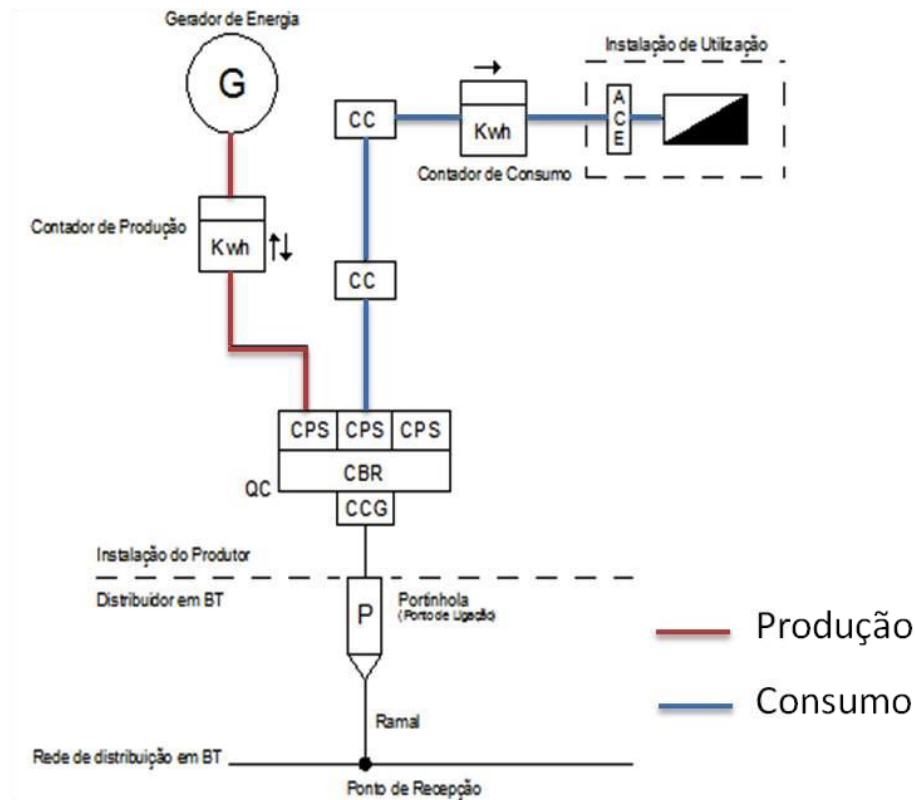 Gerador de Energia
G
Instalação de Utilização
CC
Kwh
ACE
Contador de Consumo
Contador de Produção
Kwh
CC
CPS CPS CPS
CBR
QC
CCG
Instalação do Produtor
Distribuidor em BT
P
Portinhola
(Ponto de Ligação)
Produção
Consumo
Ramal
Rede de distribuição em BT
Ponto de Recepção